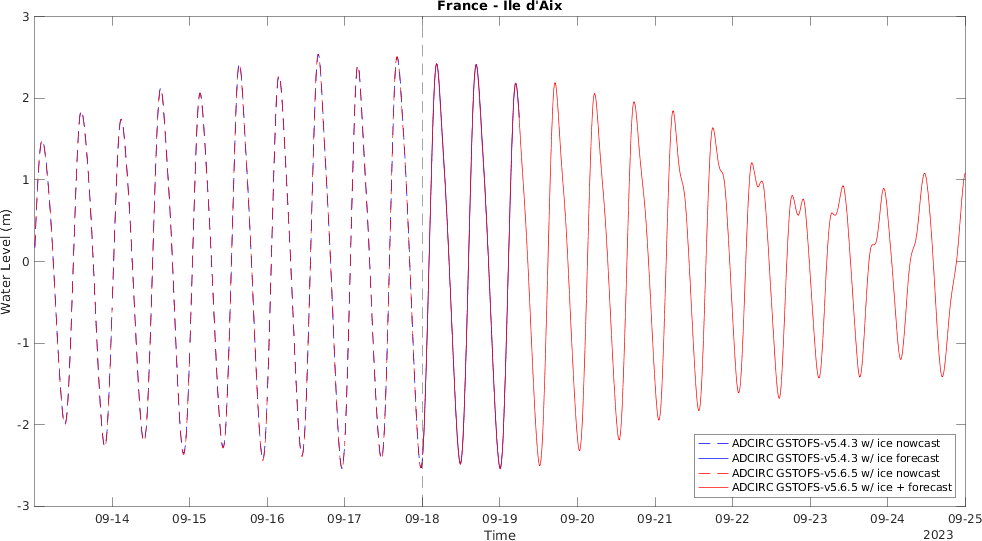 France - Ile d'Aix
3
2
1
0
-1
-2
-3
Water Level (m)
ADCIRC GSTOFS-v5.4.3 w/ ice nowcast
ADCIRC GSTOFS-v5.4.3 w/ ice forecast
ADCIRC GSTOFS-v5.6.5 w/ ice nowcast
ADCIRC GSTOFS-v5.6.5 w/ ice + forecast
09-14 09-15 09-16 09-17 09-18 09-19 09-20 09-21 09-22 09-23 09-24 09-25
Time
2023